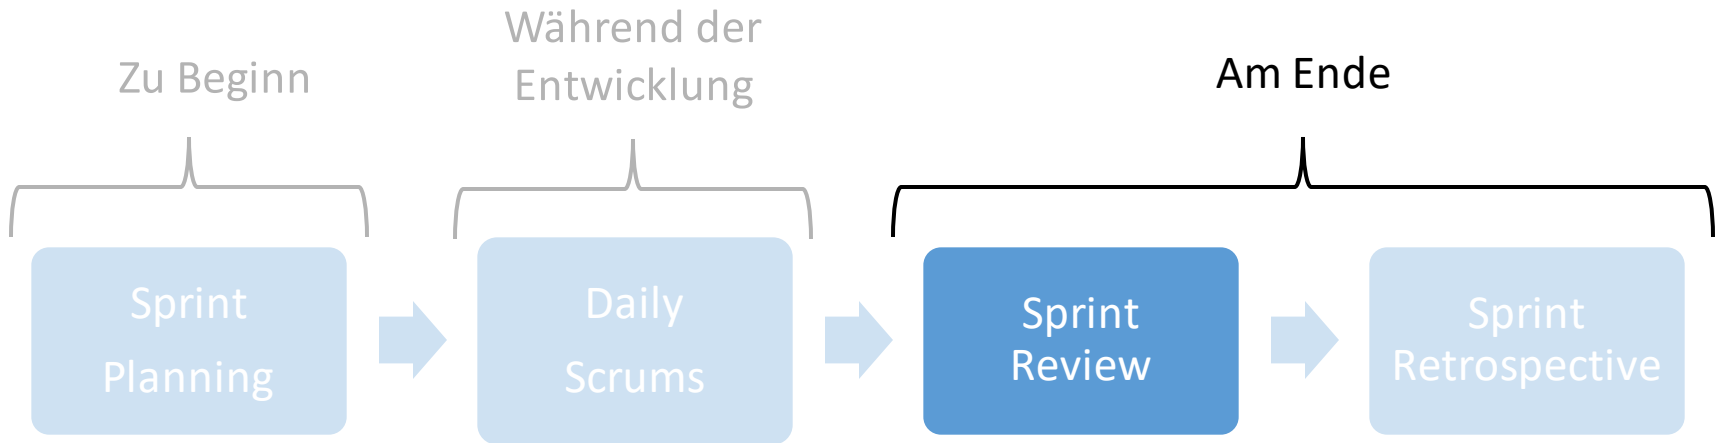 Zu Beginn
Während der
Entwicklung
Am Ende
Sprint
Planning
Daily
Scrums
Sprint
Review
Sprint
Retrospective